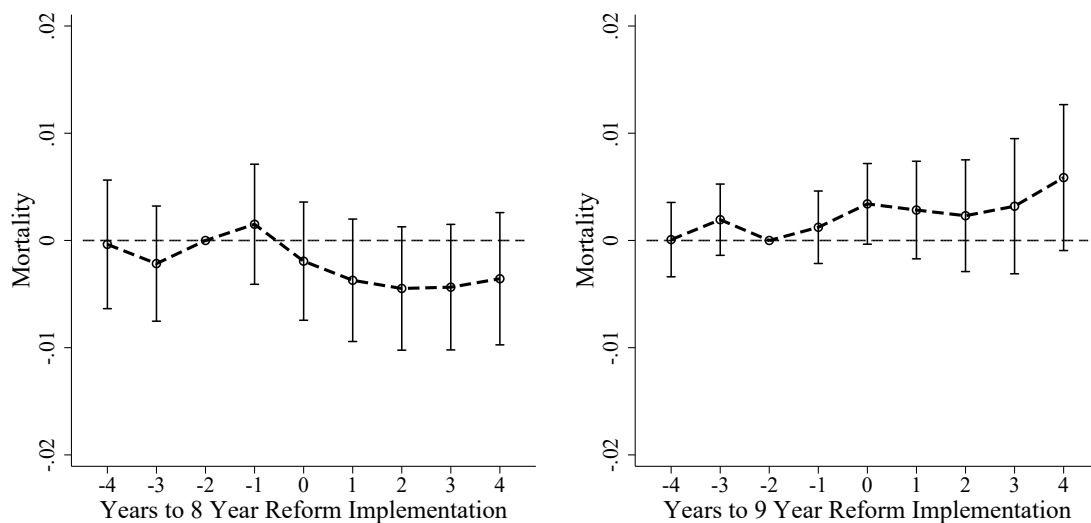 .02
.01
0
-.01
-.02
Mortality
-4 -3 -2 -1 0 1 2 3 4
Years to 8 Year Reform Implementation
.02
.01
0
-.01
-.02
Mortality
-4 -3 -2 -1 0 1 2 3 4
Years to 9 Year Reform Implementation